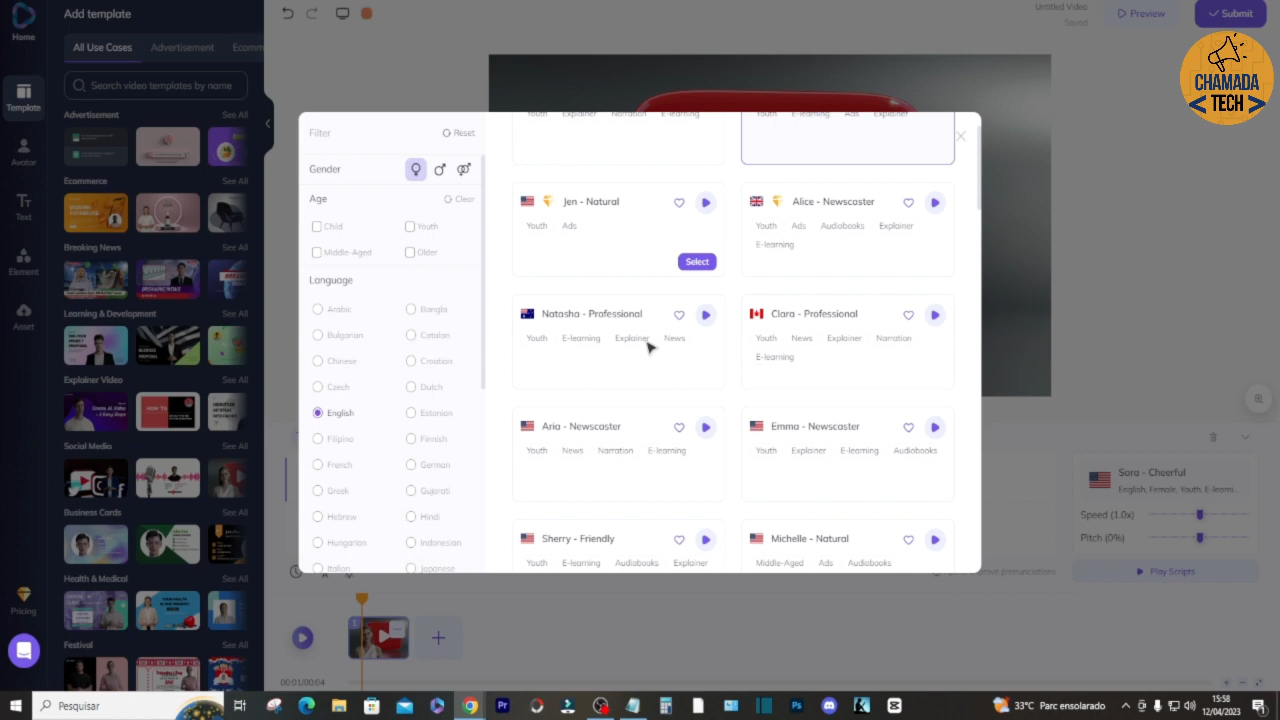 Add template
Untitled Video
Saved
Preview
Submit
CHAMADA
< TECH >
Home
Template
Avatar
Text
Element
Asset
Pricing
All Use Cases
Advertisement
Ecomm
Search video templates by name
Advertisement
See All
Ecommerce
See All
Breaking News
See All
Learning & Development
See All
Explainer Video
See All
Social Media
See All
Business Cards
See All
Health & Medical
See All
Festival
See All
Filter
Reset
Gender
Age
Clear
Child
Youth
Middle-Aged
Older
Language
Arabic
Bangla
Bulgarian
Catalan
Chinese
Croatian
Czech
Dutch
English
Estonian
Filipino
Finnish
French
German
Greek
Gujarati
Hebrew
Hindi
Hungarian
Indonesian
Italian
Japanese
Youth Explainer Narration E-learning
Youth E-learning Ads Explainer
Jen - Natural
Youth Ads
Select
Alice - Newscaster
Youth Ads Audiobooks Explainer
E-learning
Natasha - Professional
Youth E-learning Explainer News
Clara - Professional
Youth News Explainer Narration
E-learning
Aria - Newscaster
Youth News Narration E-learning
Emma - Newscaster
Youth Explainer E-learning Audiobooks
Sherry - Friendly
Youth E-learning Audiobooks Explainer
Michelle - Natural
Middle-Aged Ads Audiobooks
Sara - Cheerful
English, Female, Youth, E-learni...
Speed (1.0x)
Pitch (0%)
Play Scripts
1
00:01/00:04
Pesquisar
33°C Parc ensolarado
15:58
12/04/2023